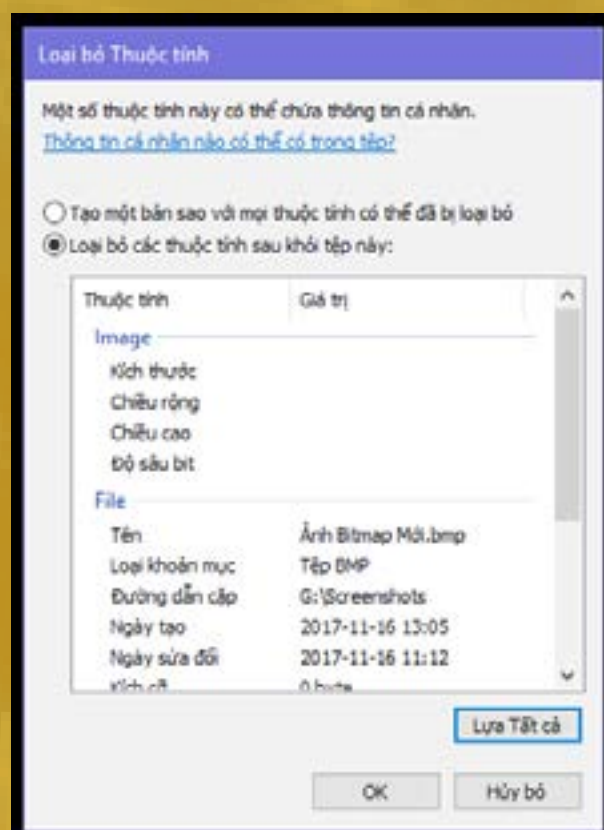 Loại bỏ Thuộc tính
Một số thuộc tính này có thể chứa thông tin cá nhân.
Thông tin cá nhân nào có thể có trong tệp?
Tạo một bản sao với mọi thuộc tính có thể đã bị loại bỏ
Loại bỏ các thuộc tính sau khỏi tệp này:
Thuộc tính Giá trị
Image
Kích thước
Chiều rộng
Chiều cao
Độ sâu bit
File
Tên Ảnh Bitmap Mới.bmp
Loại khoản mục Tệp BMP
Đường dẫn cặp G:\Screenshots
Ngày tạo 2017-11-16 13:05
Ngày sửa đổi 2017-11-16 11:12
Kích cỡ 0 byte
Lựa Tất cả
OK Hủy bỏ